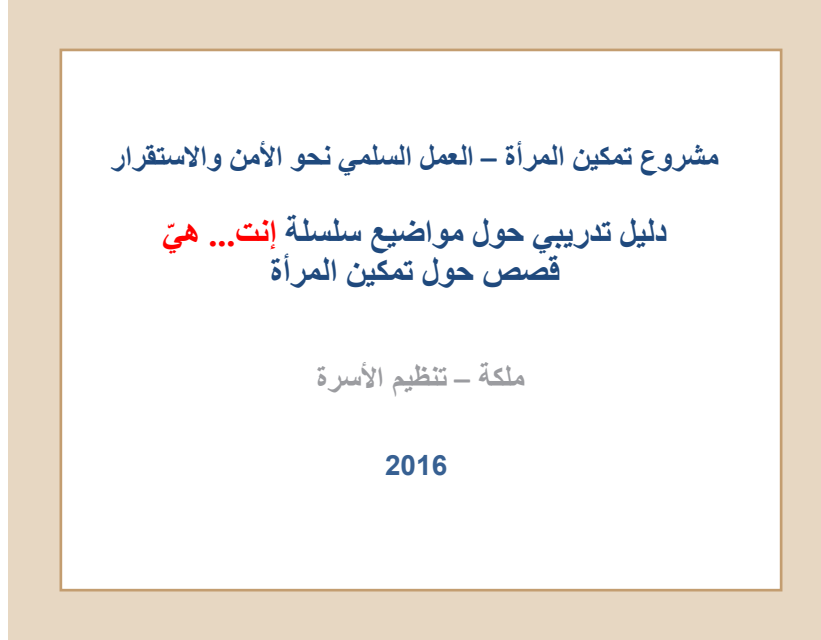 مشروع تمكين المرأة – العمل السلمي نحو الأمن والاستقرار
دليل تدريبي حول مواضيع سلسلة إنت... هيّ
قصص حول تمكين المرأة
ملكة – تنظيم الأسرة
2016